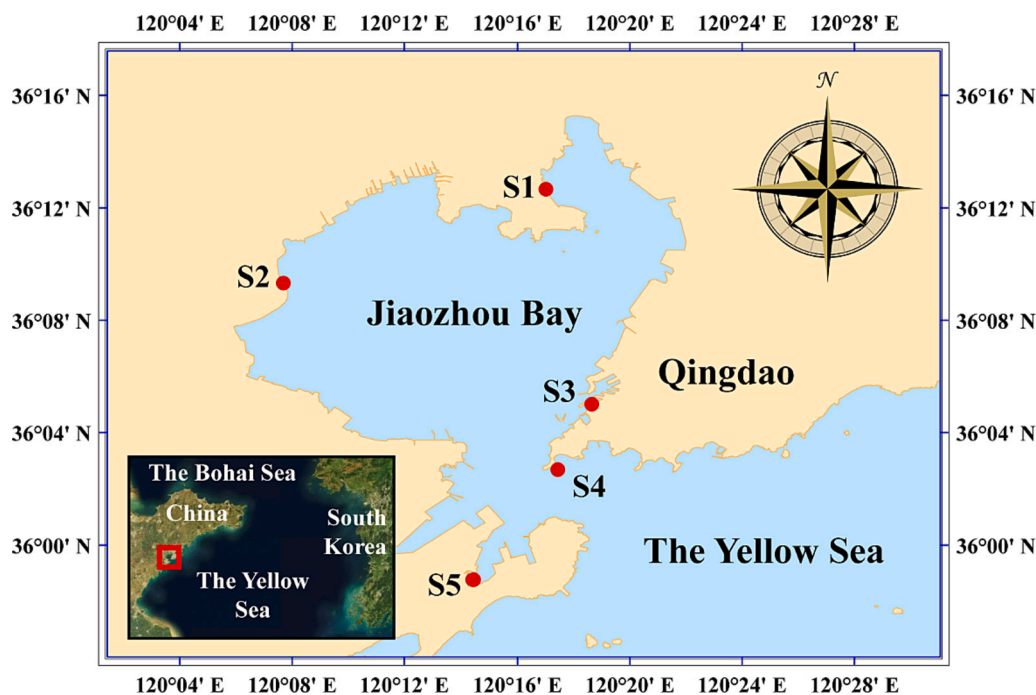 120°04' E 120°08' E 120°12' E 120°16' E 120°20' E 120°24' E 120°28' E
N
36°16' N 36°16' N
S1
36°12' N 36°12' N
S2
Jiaozhou Bay
36°08' N 36°08' N
Qingdao
S3
36°04' N 36°04' N
S4
The Bohai Sea
China
South
Korea
36°00' N 36°00' N
The Yellow Sea
The Yellow
Sea
S5
120°04' E 120°08' E 120°12' E 120°16' E 120°20' E 120°24' E 120°28' E